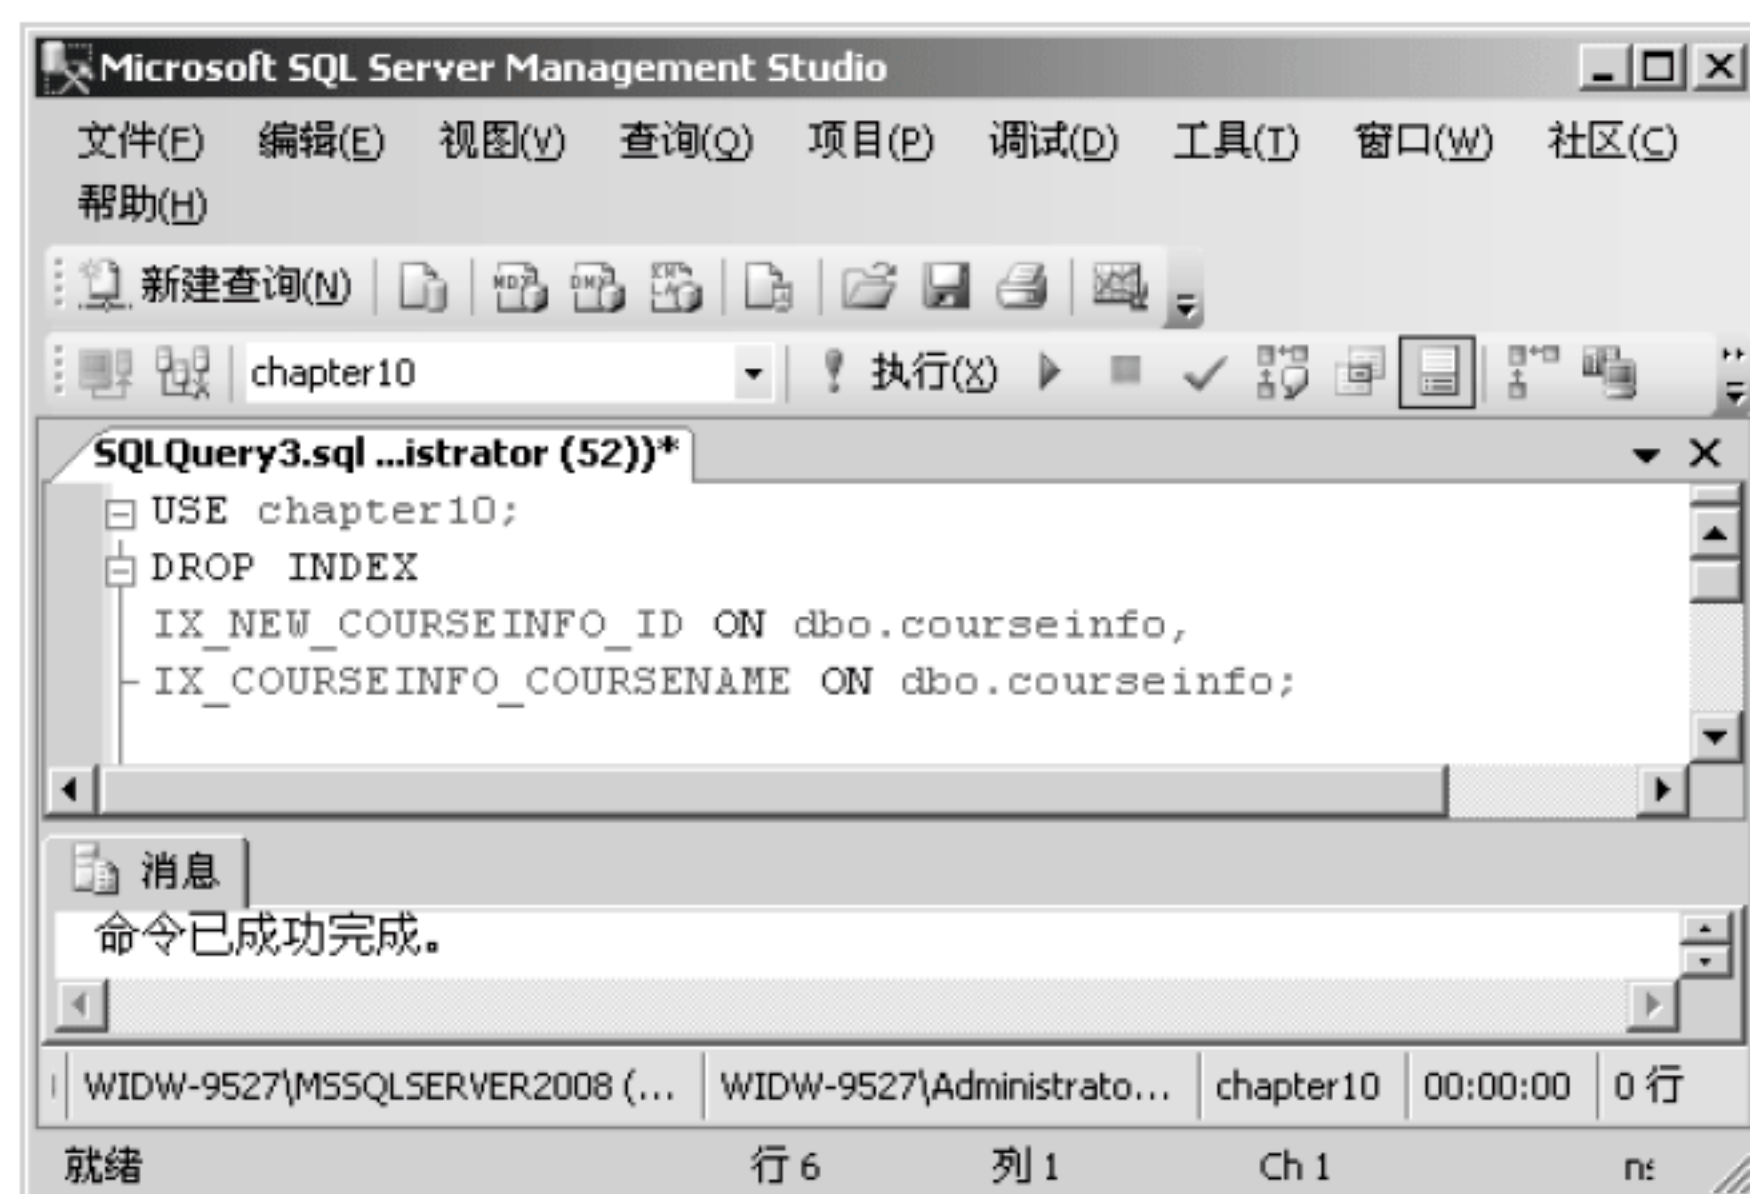 Microsoft SQL Server Management Studio
文件(F) 编辑(E) 视图(V) 查询(Q) 项目(P) 调试(D) 工具(T) 窗口(W) 社区(C)
帮助(H)
新建查询(N)
chapter10 执行(X)
SQLQuery3.sql ...istrator (52))*
USE chapter10;
DROP INDEX
IX_NEW_COURSEINFO_ID ON dbo.courseinfo,
IX_COURSEINFO_COURSENAME ON dbo.courseinfo;
消息
命令已成功完成。
WIDW-9527\MSSQLSERVER2008 (... WIDW-9527\Administrato... chapter10 00:00:00 0 行
就绪 行 6 列 1 Ch 1